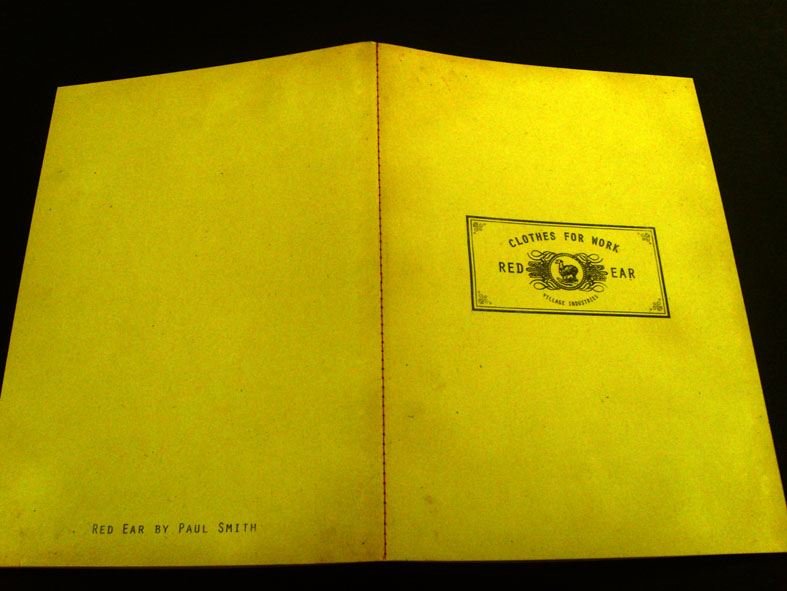 CLOTHES FOR WORK
RED EAR
VILLAGE INDUSTRIES
RED EAR BY PAUL SMITH